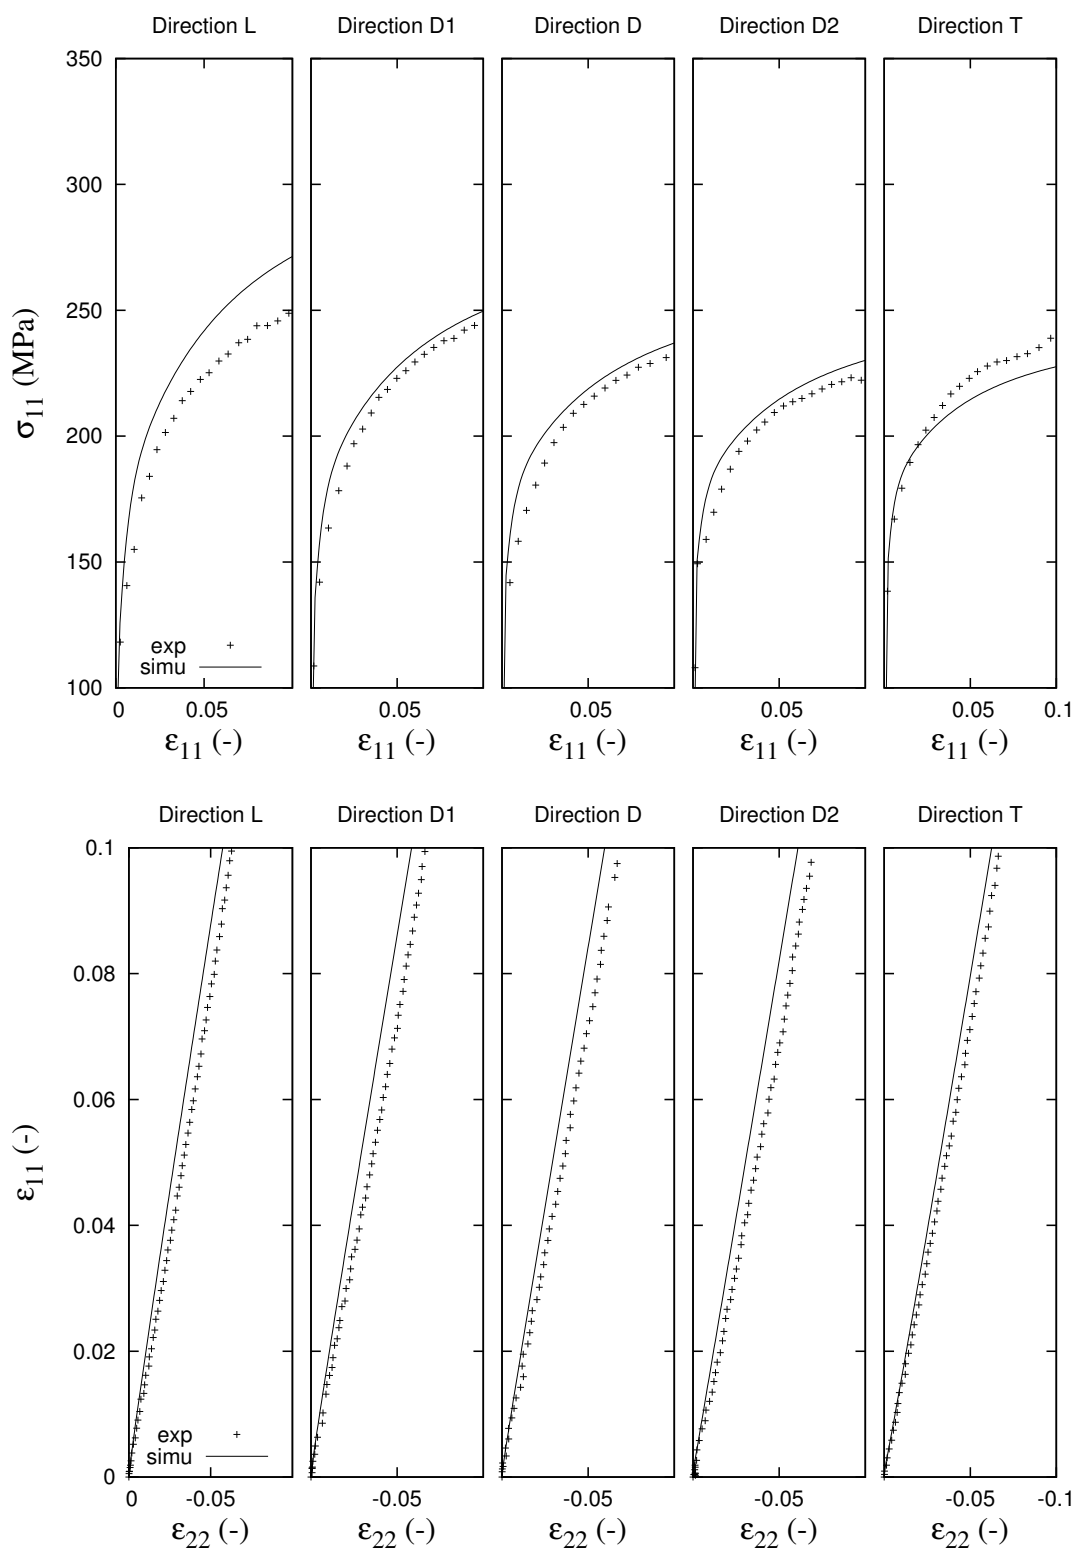 Direction L Direction D1 Direction D Direction D2 Direction T
350
300
250
200
150
100
σ11 (MPa)
exp
simu
0 0.05 0.05 0.05 0.05 0.05 0.1
ε11 (-) ε11 (-) ε11 (-) ε11 (-) ε11 (-)
Direction L Direction D1 Direction D Direction D2 Direction T
0.1
0.08
0.06
0.04
0.02
0
ε11 (-)
exp
simu
0 -0.05 -0.05 -0.05 -0.05 -0.05 -0.1
ε22 (-) ε22 (-) ε22 (-) ε22 (-) ε22 (-)